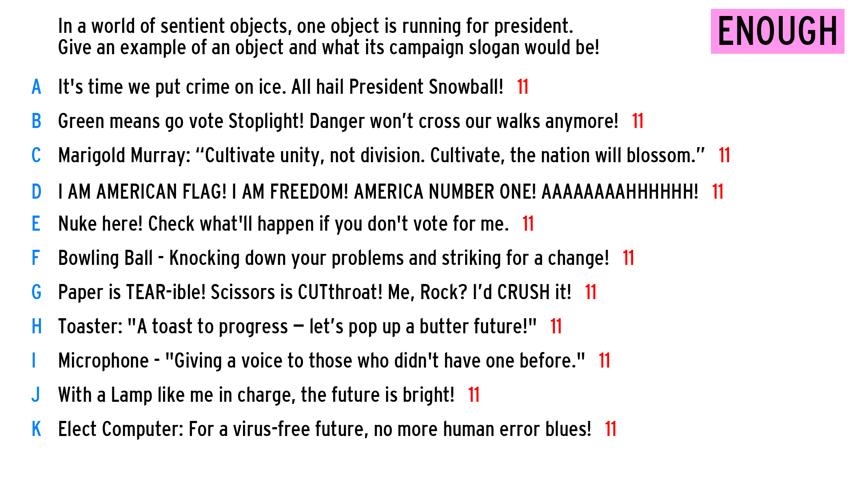 In a world of sentient objects, one object is running for president.
Give an example of an object and what its campaign slogan would be!
ENOUGH
A It's time we put crime on ice. All hail President Snowball! 11
B Green means go vote Stoplight! Danger won’t cross our walks anymore! 11
C Marigold Murray: “Cultivate unity, not division. Cultivate, the nation will blossom.” 11
D I AM AMERICAN FLAG! I AM FREEDOM! AMERICA NUMBER ONE! AAAAAAAAHHHHHH! 11
E Nuke here! Check what'll happen if you don't vote for me. 11
F Bowling Ball - Knocking down your problems and striking for a change! 11
G Paper is TEAR-ible! Scissors is CUTthroat! Me, Rock? I’d CRUSH it! 11
H Toaster: "A toast to progress – let’s pop up a butter future!" 11
I Microphone - "Giving a voice to those who didn't have one before." 11
J With a Lamp like me in charge, the future is bright! 11
K Elect Computer: For a virus-free future, no more human error blues! 11